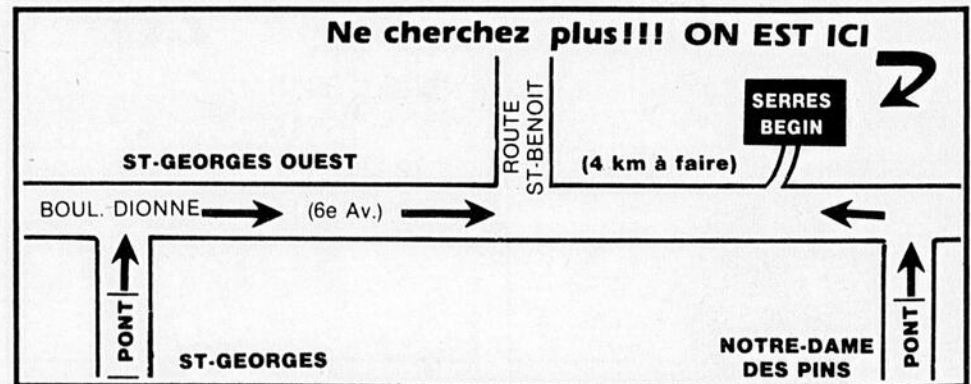 Ne cherchez plus!!! ON EST ICI
SERRES
BEGIN
ROUTE
ST-BENOIT
ST-GEORGES OUEST
(4 km à faire)
BOUL. DIONNE
(6e Av.)
PONT
ST-GEORGES
NOTRE-DAME
DES PINS
PONT